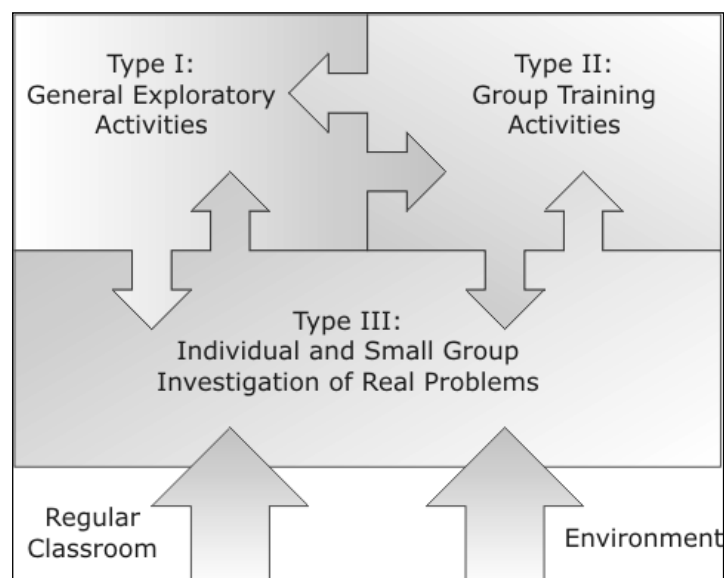 Type I:
General Exploratory
Activities
Type II:
Group Training
Activities
Type III:
Individual and Small Group
Investigation of Real Problems
Regular
Classroom
Environment